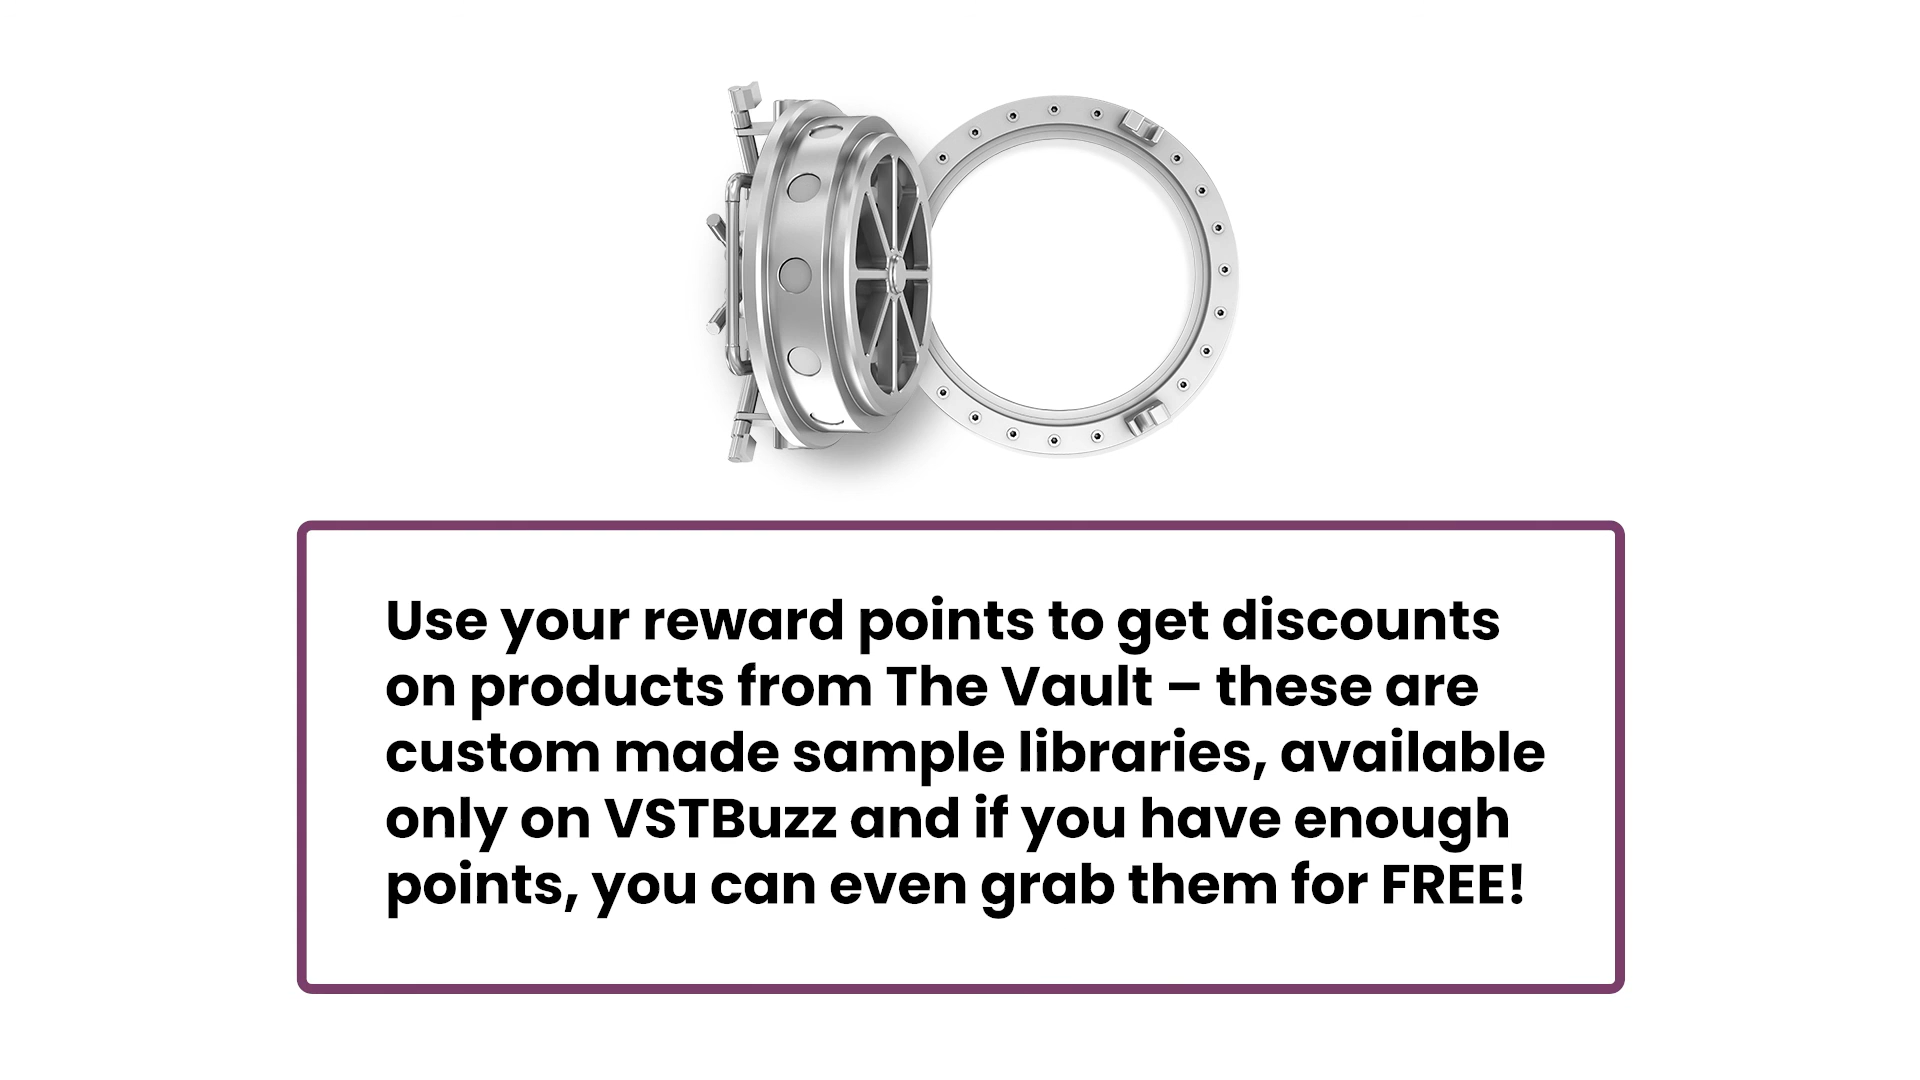 Use your reward points to get discounts
on products from The Vault – these are
custom made sample libraries, available
only on VSTBuzz and if you have enough
points, you can even grab them for FREE!